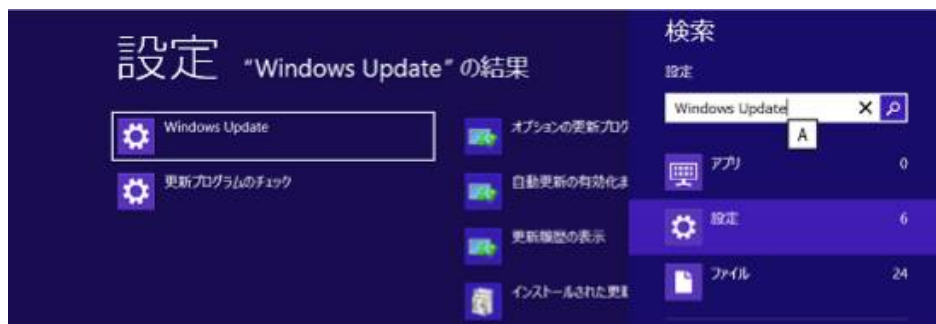 設定 "Windows Update" の結果
Windows Update
更新プログラムのチェック
オプションの更新プログ
自動更新の有効化ま
更新履歴の表示
インストールされた更
検索
設定
Windows Update
A
アプリ 0
設定 6
ファイル 24